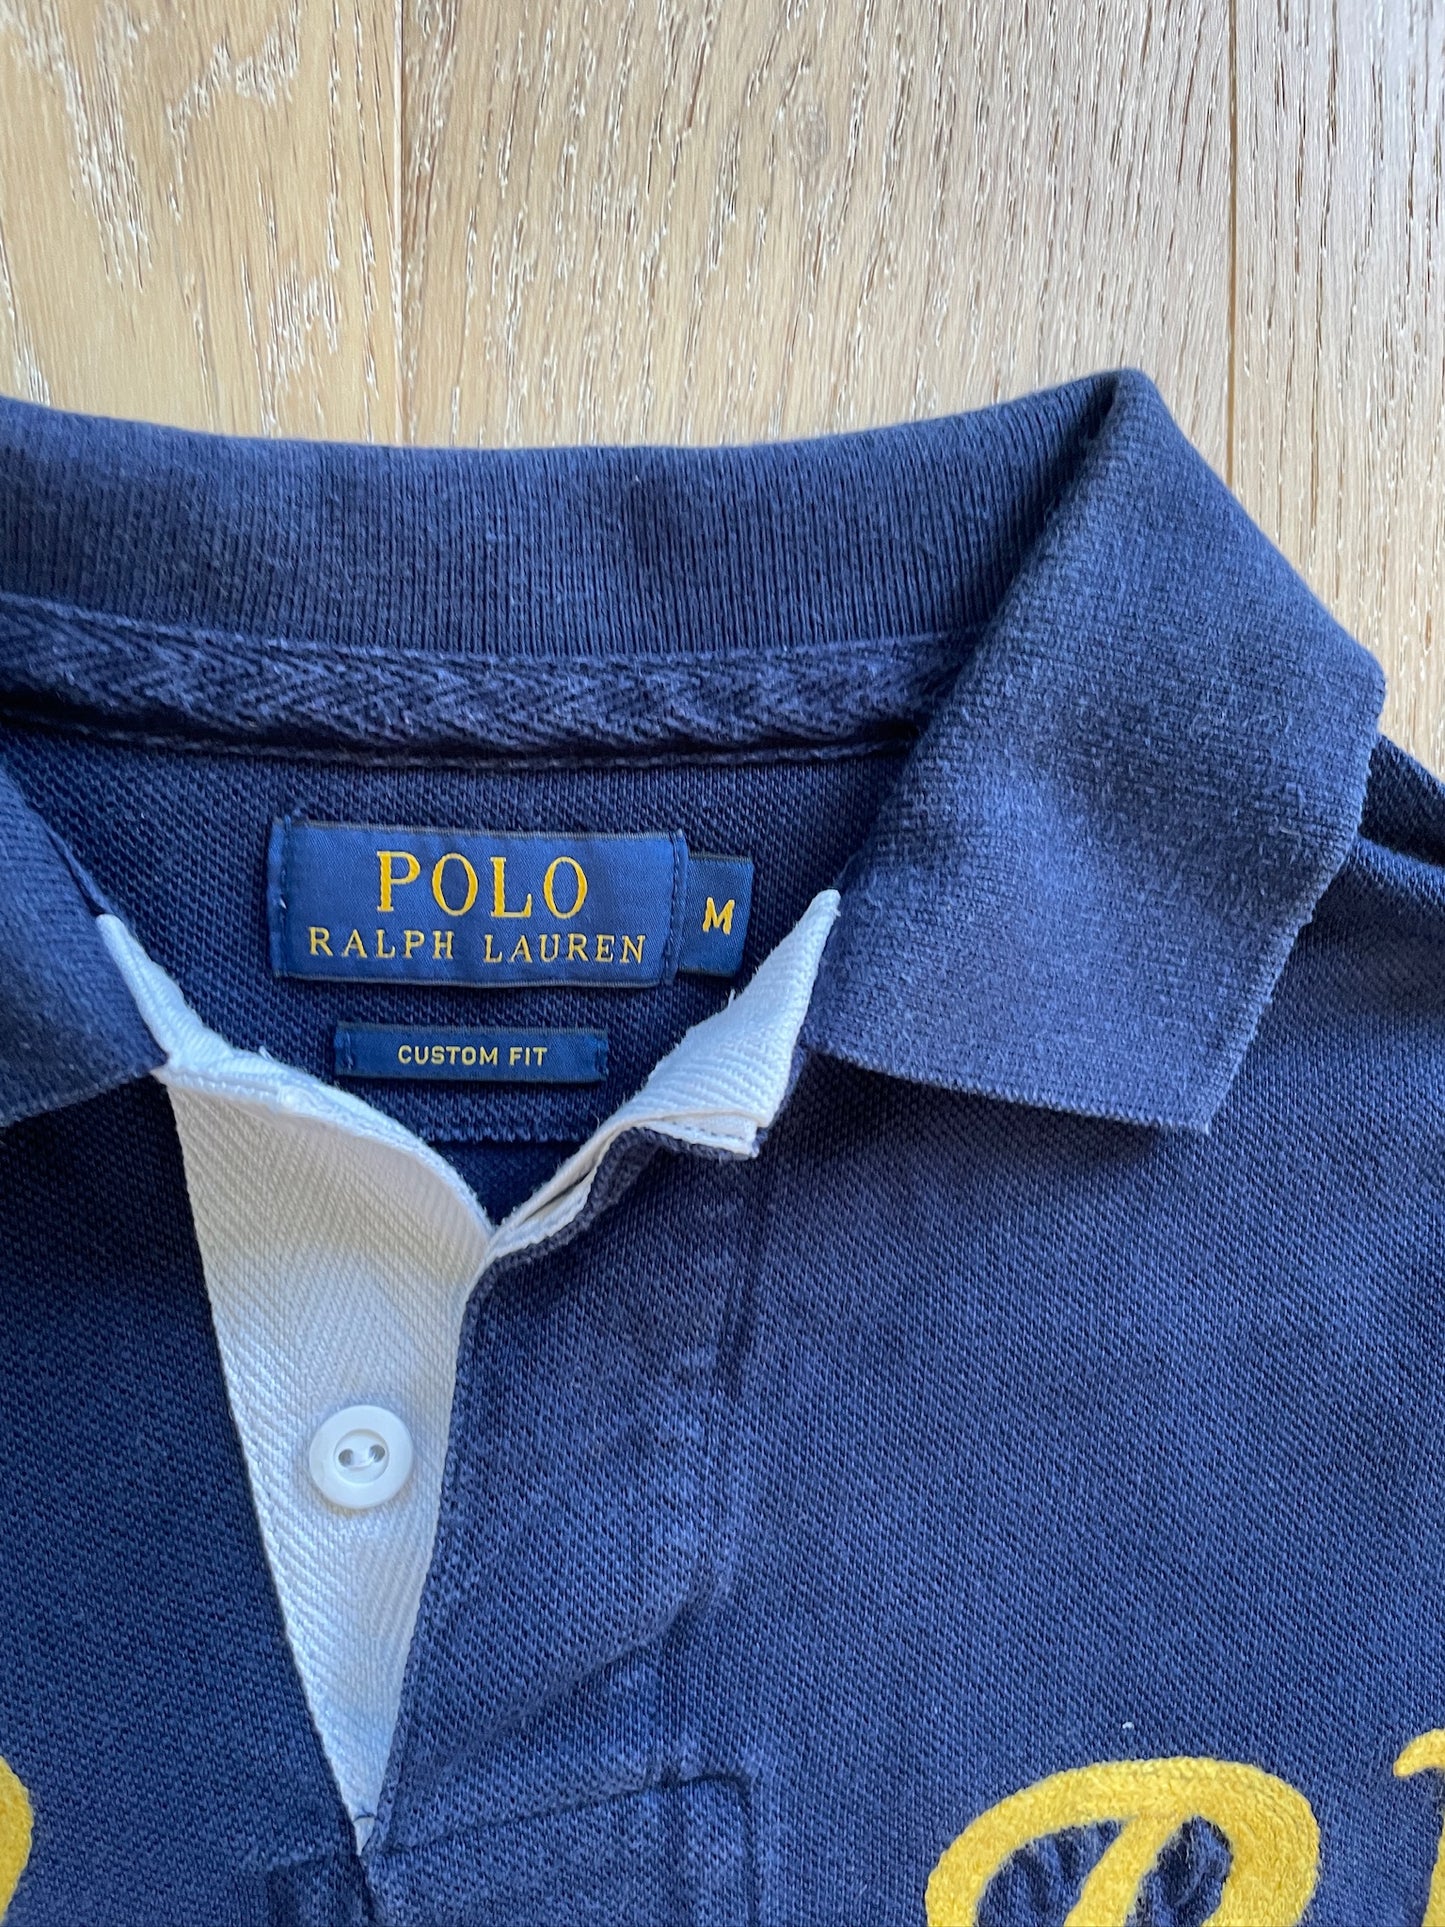 POLO
RALPH LAUREN
M
CUSTOM FIT